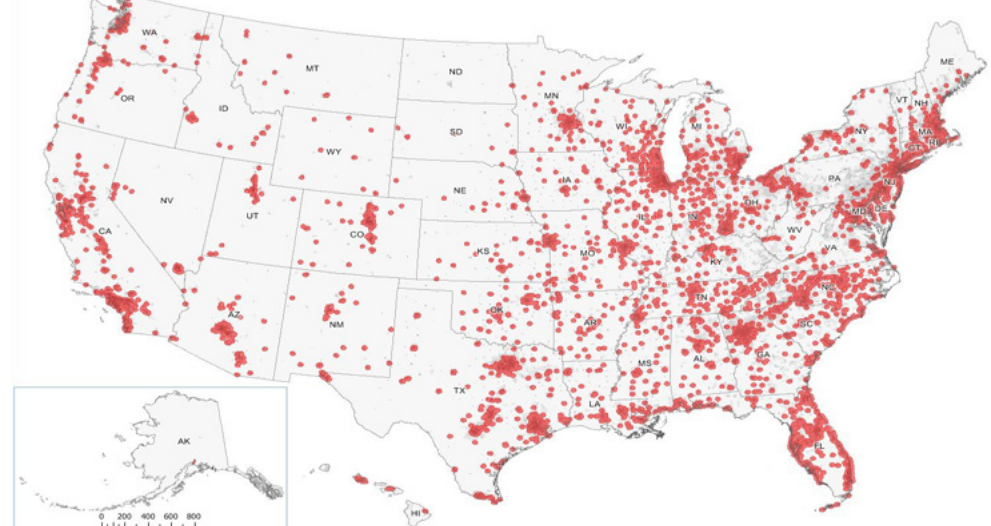 WA
MT
ND
ME
OR
ID
MN
VT NH
SD
WI
MI
NY
MA
CT RI
WY
NE
IA
PA
NJ
NV
UT
CO
IL
IN
OH
MD DE
CA
KS
MO
WV
VA
KY
AZ
NM
OK
AR
TN
NC
SC
MS
AL
GA
TX
LA
AK
FL
HI
0 200 400 600 800